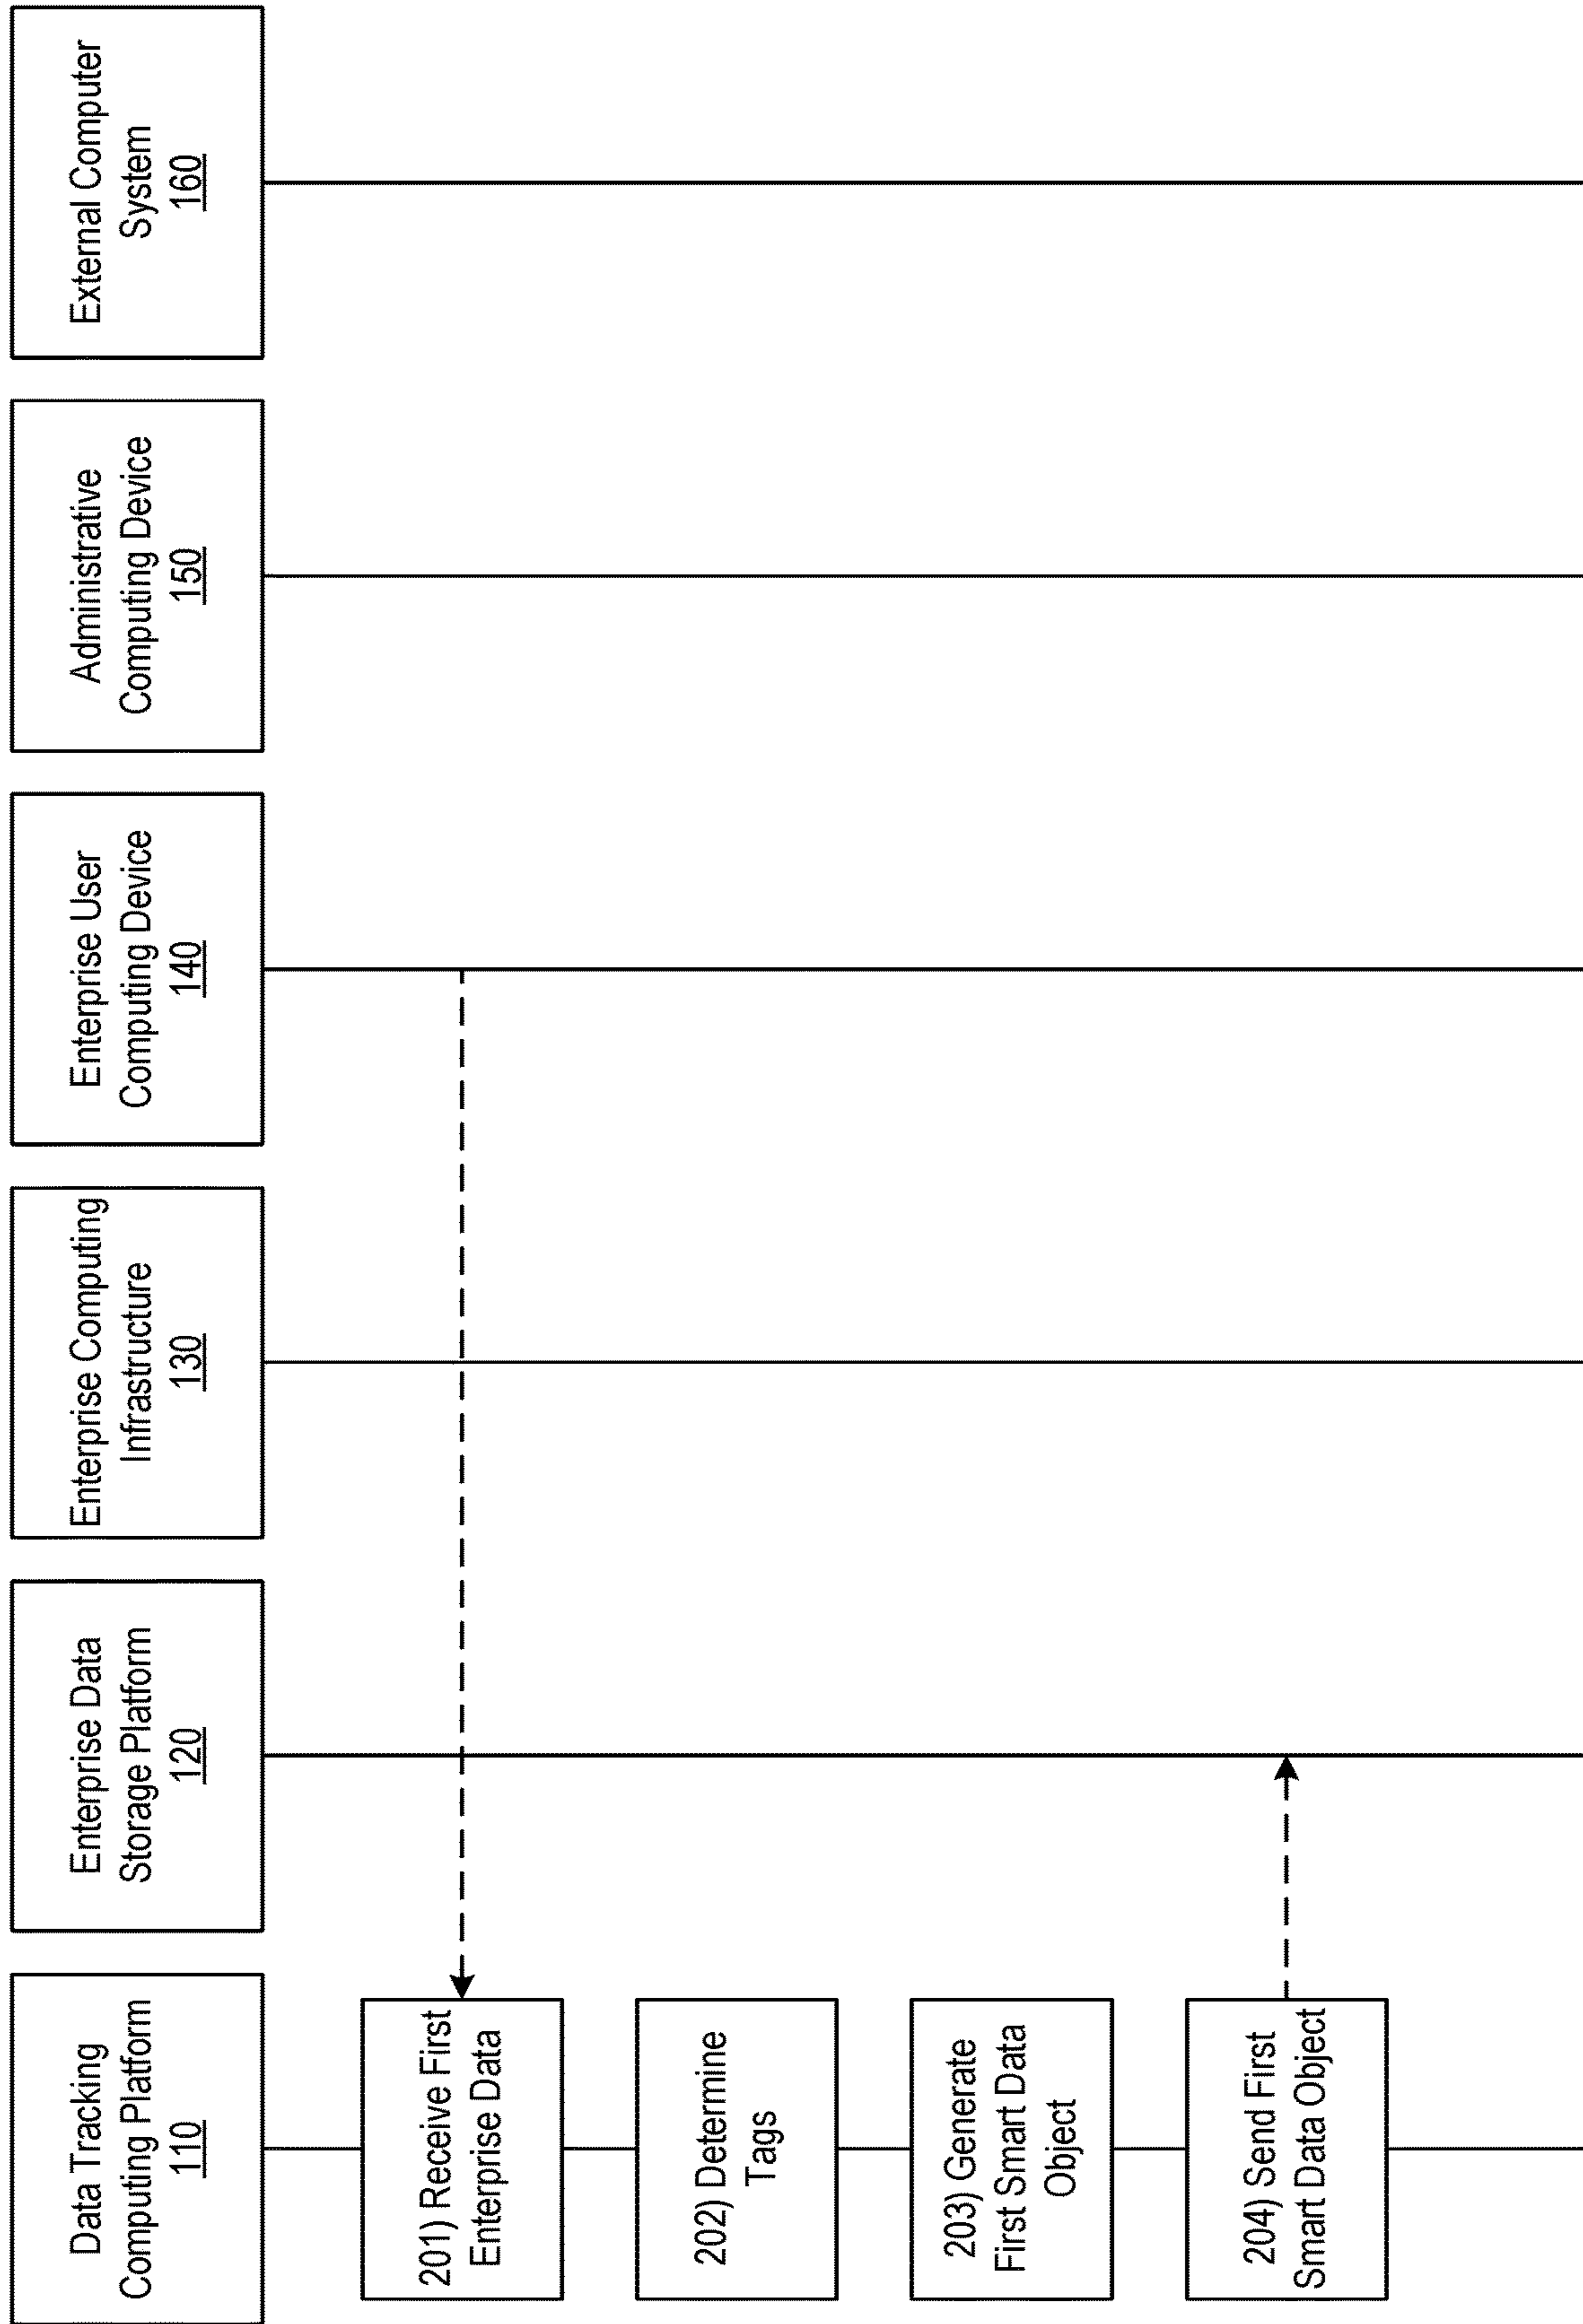 Data Tracking
Computing Platform
110
Enterprise Data
Storage Platform
120
Enterprise Computing
Infrastructure
130
Enterprise User
Computing Device
140
Administrative
Computing Device
150
External Computer
System
160
201) Receive First
Enterprise Data
202) Determine
Tags
203) Generate
First Smart Data
Object
204) Send First
Smart Data Object